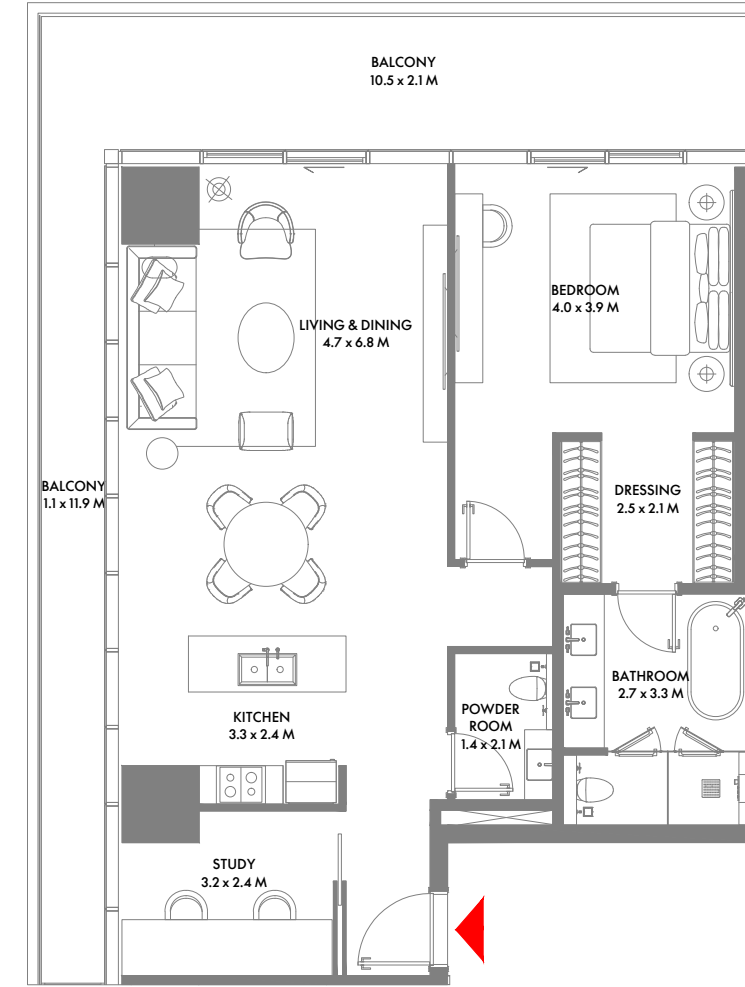 BALCONY
10.5 x 2.1 M
BEDROOM
4.0 x 3.9 M
LIVING & DINING
4.7 x 6.8 M
BALCONY
1.1 x 11.9 M
DRESSING
2.5 x 2.1 M
BATHROOM
2.7 x 3.3 M
KITCHEN
3.3 x 2.4 M
POWDER
ROOM
1.4 x 2.1 M
STUDY
3.2 x 2.4 M